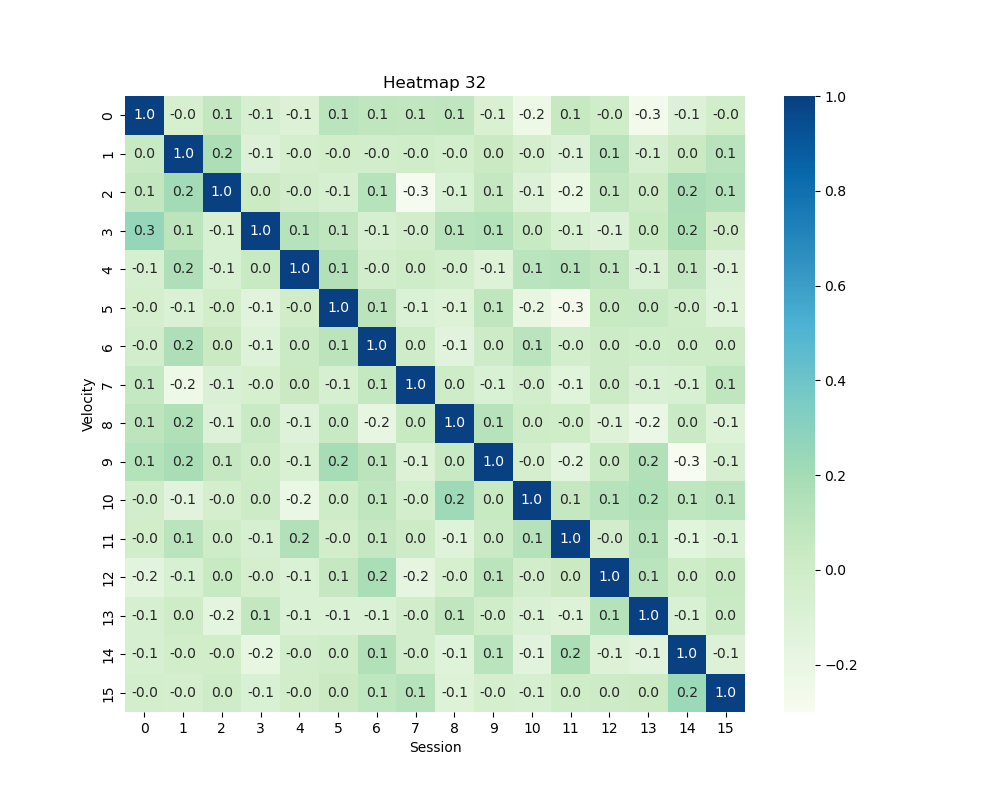 Heatmap 32
0 1.0 -0.0 0.1 -0.1 -0.1 0.1 0.1 0.1 0.1 -0.1 -0.2 0.1 -0.0 -0.3 -0.1 -0.0
1 0.0 1.0 0.2 -0.1 -0.0 -0.0 -0.0 -0.0 -0.0 0.0 -0.0 -0.1 0.1 -0.1 0.0 0.1
2 0.1 0.2 1.0 0.0 -0.0 -0.1 0.1 -0.3 -0.1 0.1 -0.1 -0.2 0.1 0.0 0.2 0.1
3 0.3 0.1 -0.1 1.0 0.1 0.1 -0.1 -0.0 0.1 0.1 0.0 -0.1 -0.1 0.0 0.2 -0.0
4 -0.1 0.2 -0.1 0.0 1.0 0.1 -0.0 0.0 -0.0 -0.1 0.1 0.1 0.1 -0.1 0.1 -0.1
5 -0.0 -0.1 -0.0 -0.1 -0.0 1.0 0.1 -0.1 -0.1 0.1 -0.2 -0.3 0.0 0.0 -0.0 -0.1
6 -0.0 0.2 0.0 -0.1 0.0 0.1 1.0 0.0 -0.1 0.0 0.1 -0.0 0.0 -0.0 0.0 0.0
7 0.1 -0.2 -0.1 -0.0 0.0 -0.1 0.1 1.0 0.0 -0.1 -0.0 -0.1 0.0 -0.1 -0.1 0.1
8 0.1 0.2 -0.1 0.0 -0.1 0.0 -0.2 0.0 1.0 0.1 0.0 -0.0 -0.1 -0.2 0.0 -0.1
9 0.1 0.2 0.1 0.0 -0.1 0.2 0.1 -0.1 0.0 1.0 -0.0 -0.2 0.0 0.2 -0.3 -0.1
10 -0.0 -0.1 -0.0 0.0 -0.2 0.0 0.1 -0.0 0.2 0.0 1.0 0.1 0.1 0.2 0.1 0.1
11 -0.0 0.1 0.0 -0.1 0.2 -0.0 0.1 0.0 -0.1 0.0 0.1 1.0 -0.0 0.1 -0.1 -0.1
12 -0.2 -0.1 0.0 -0.0 -0.1 0.1 0.2 -0.2 -0.0 0.1 -0.0 0.0 1.0 0.1 0.0 0.0
13 -0.1 0.0 -0.2 0.1 -0.1 -0.1 -0.1 -0.0 0.1 -0.0 -0.1 -0.1 0.1 1.0 -0.1 0.0
14 -0.1 -0.0 -0.0 -0.2 -0.0 0.0 0.1 -0.0 -0.1 0.1 -0.1 0.2 -0.1 -0.1 1.0 -0.1
15 -0.0 -0.0 0.0 -0.1 -0.0 0.0 0.1 0.1 -0.1 -0.0 -0.1 0.0 0.0 0.0 0.2 1.0
0 1 2 3 4 5 6 7 8 9 10 11 12 13 14 15
Session
Velocity
1.0
0.8
0.6
0.4
0.2
0.0
−0.2